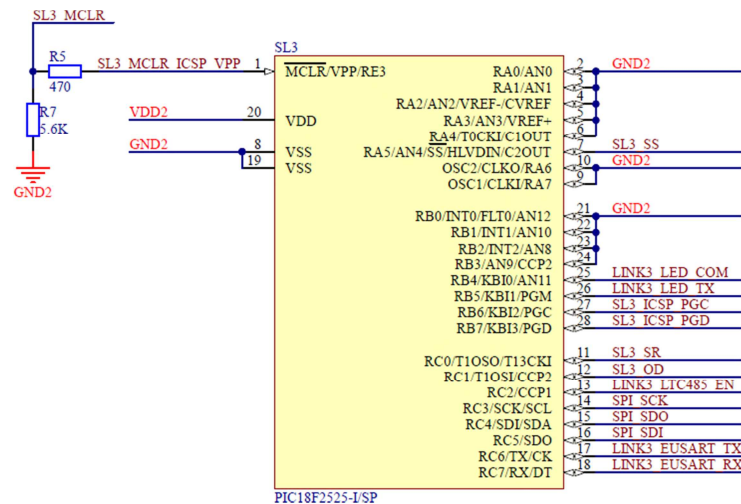 SL3_MCLR
SL3
R5
470
SL3_MCLR_ICSP_VPP
1
MCLR/VPP/RE3
RA0/AN0
2
GND2
RA1/AN1
3
R7
5.6K
RA2/AN2/VREF-/CVREF
4
VDD2
20
VDD
RA3/AN3/VREF+
5
RA4/T0CKI/C1OUT
6
GND2
8
VSS
RA5/AN4/SS/HLVDIN/C2OUT
7
SL3_SS
19
VSS
OSC2/CLKO/RA6
10
GND2
OSC1/CLKI/RA7
9
GND2
RB0/INT0/FLT0/AN12
21
GND2
RB1/INT1/AN10
22
RB2/INT2/AN8
23
RB3/AN9/CCP2
24
RB4/KBI0/AN11
25
LINK3_LED_COM
RB5/KBI1/PGM
26
LINK3_LED_TX
RB6/KBI2/PGC
27
SL3_ICSP_PGC
RB7/KBI3/PGD
28
SL3_ICSP_PGD
RC0/T1OSO/T13CKI
11
SL3_SR
RC1/T1OSI/CCP2
12
SL3_OD
RC2/CCP1
13
LINK3_LTC485_EN
RC3/SCK/SCL
14
SPI_SCK
RC4/SDI/SDA
15
SPI_SDO
RC5/SDO
16
SPI_SDI
RC6/TX/CK
17
LINK3_EUSART_TX
RC7/RX/DT
18
LINK3_EUSART_RX
PIC18F2525-I/SP